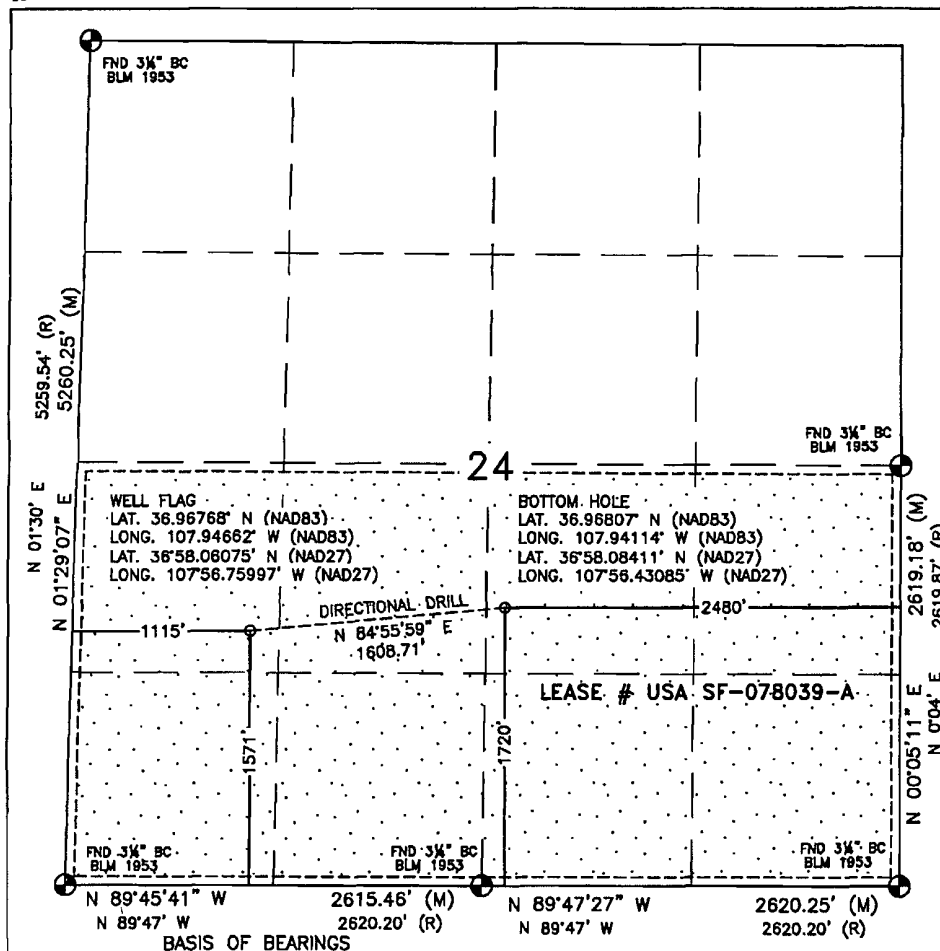 FND 3¼" BC
BLM 1953
5259.54' (R)
5260.25' (M)
N 01°30' E
N 01°29'07" E
FND 3¼" BC
BLM 1953
24
WELL FLAG
LAT. 36.96768° N (NAD83)
LONG. 107.94662° W (NAD83)
LAT. 36°58.06075' N (NAD27)
LONG. 107°56.75997' W (NAD27)
BOTTOM HOLE
LAT. 36.96807° N (NAD83)
LONG. 107.94114° W (NAD83)
LAT. 36°58.08411' N (NAD27)
LONG. 107°56.43085' W (NAD27)
2619.18' (M)
2619.87' (R)
DIRECTIONAL DRILL
N 84°55'59" E
1608.71'
1115'
2480'
LEASE # USA SF-078039-A
1571'
1720'
N 00°05'11" E
N 0°04' E
FND 3¼" BC
BLM 1953
FND 3¼" BC
BLM 1953
FND 3¼" BC
BLM 1953
N 89°45'41" W 2615.46' (M)
N 89°47' W 2620.20' (R)
N 89°47'27" W 2620.25' (M)
N 89°47' W 2620.20' (R)
BASIS OF BEARINGS